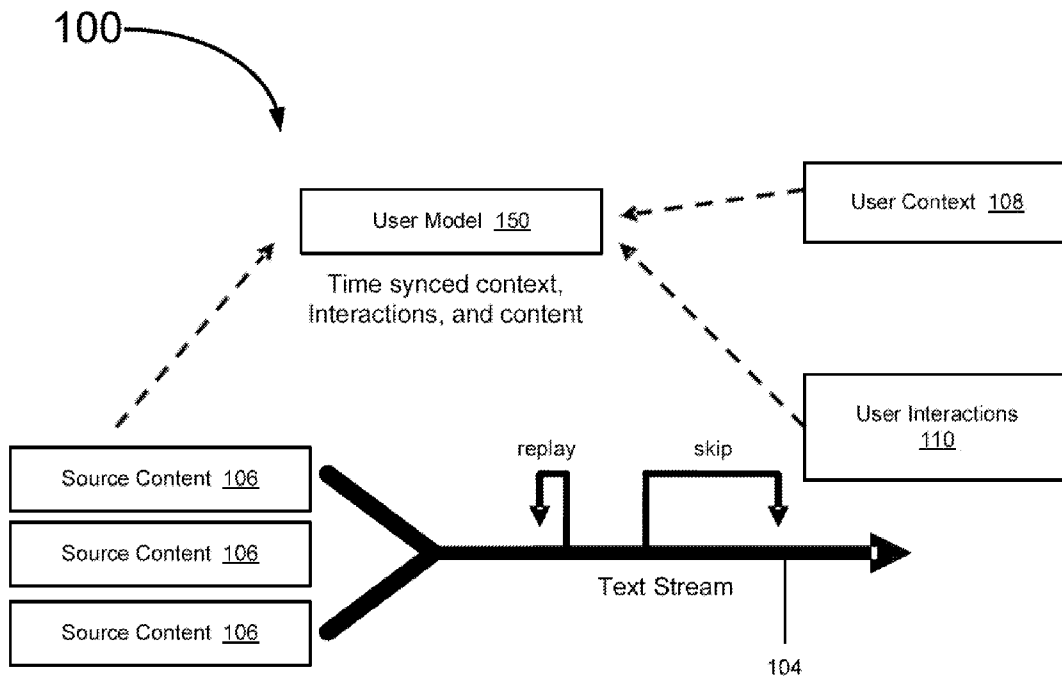 100
User Model 150
User Context 108
Time synced context,
Interactions, and content
User Interactions
110
replay
skip
Source Content 106
Source Content 106
Source Content 106
Text Stream
104